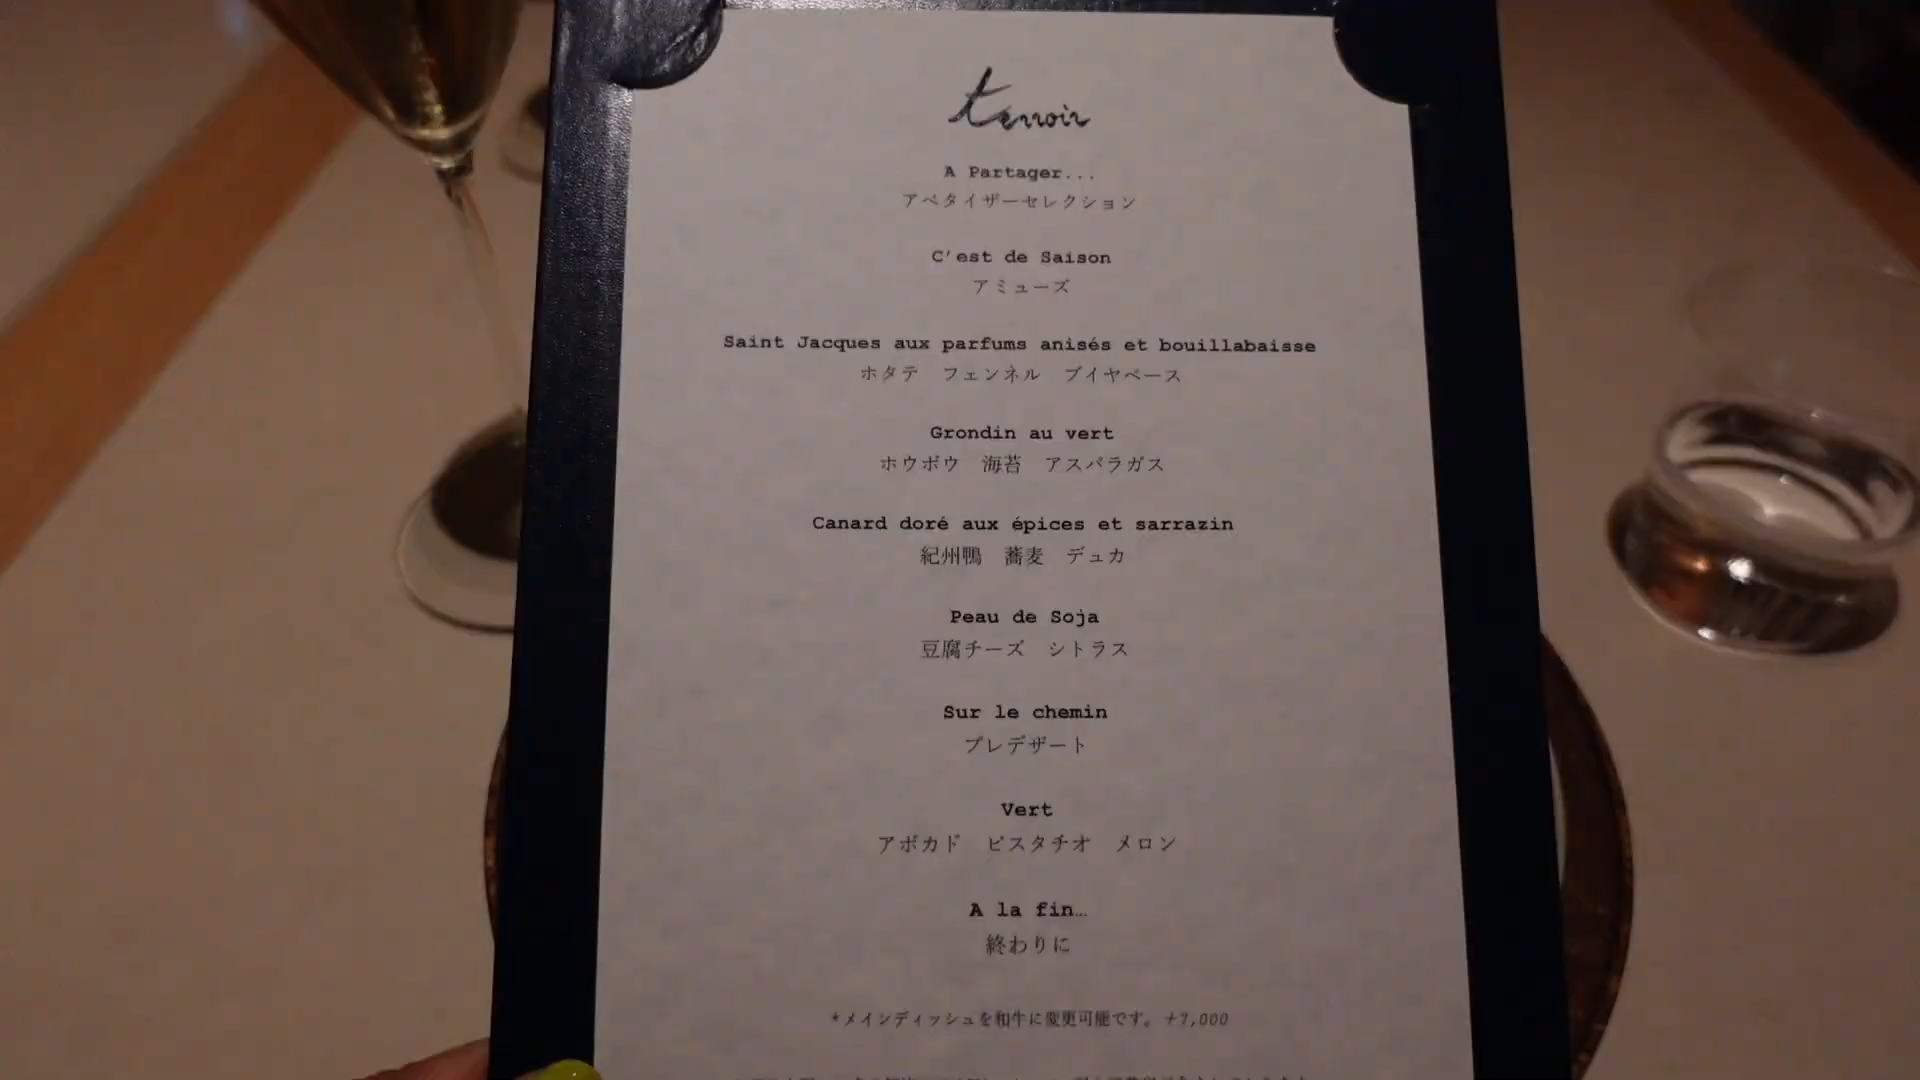 terroir
A Partager...
アペタイザーセレクション
C'est de Saison
アミューズ
Saint Jacques aux parfums anisés et bouillabaisse
ホタテ　フェンネル　ブイヤベース
Grondin au vert
ホウボウ　海苔　アスパラガス
Canard doré aux épices et sarrazin
紀州鴨　蕎麦　デュカ
Peau de Soja
豆腐チーズ　シトラス
Sur le chemin
プレデザート
Vert
アボカド　ピスタチオ　メロン
A la fin…
終わりに
*メインディッシュを和牛に変更可能です。 +7,000